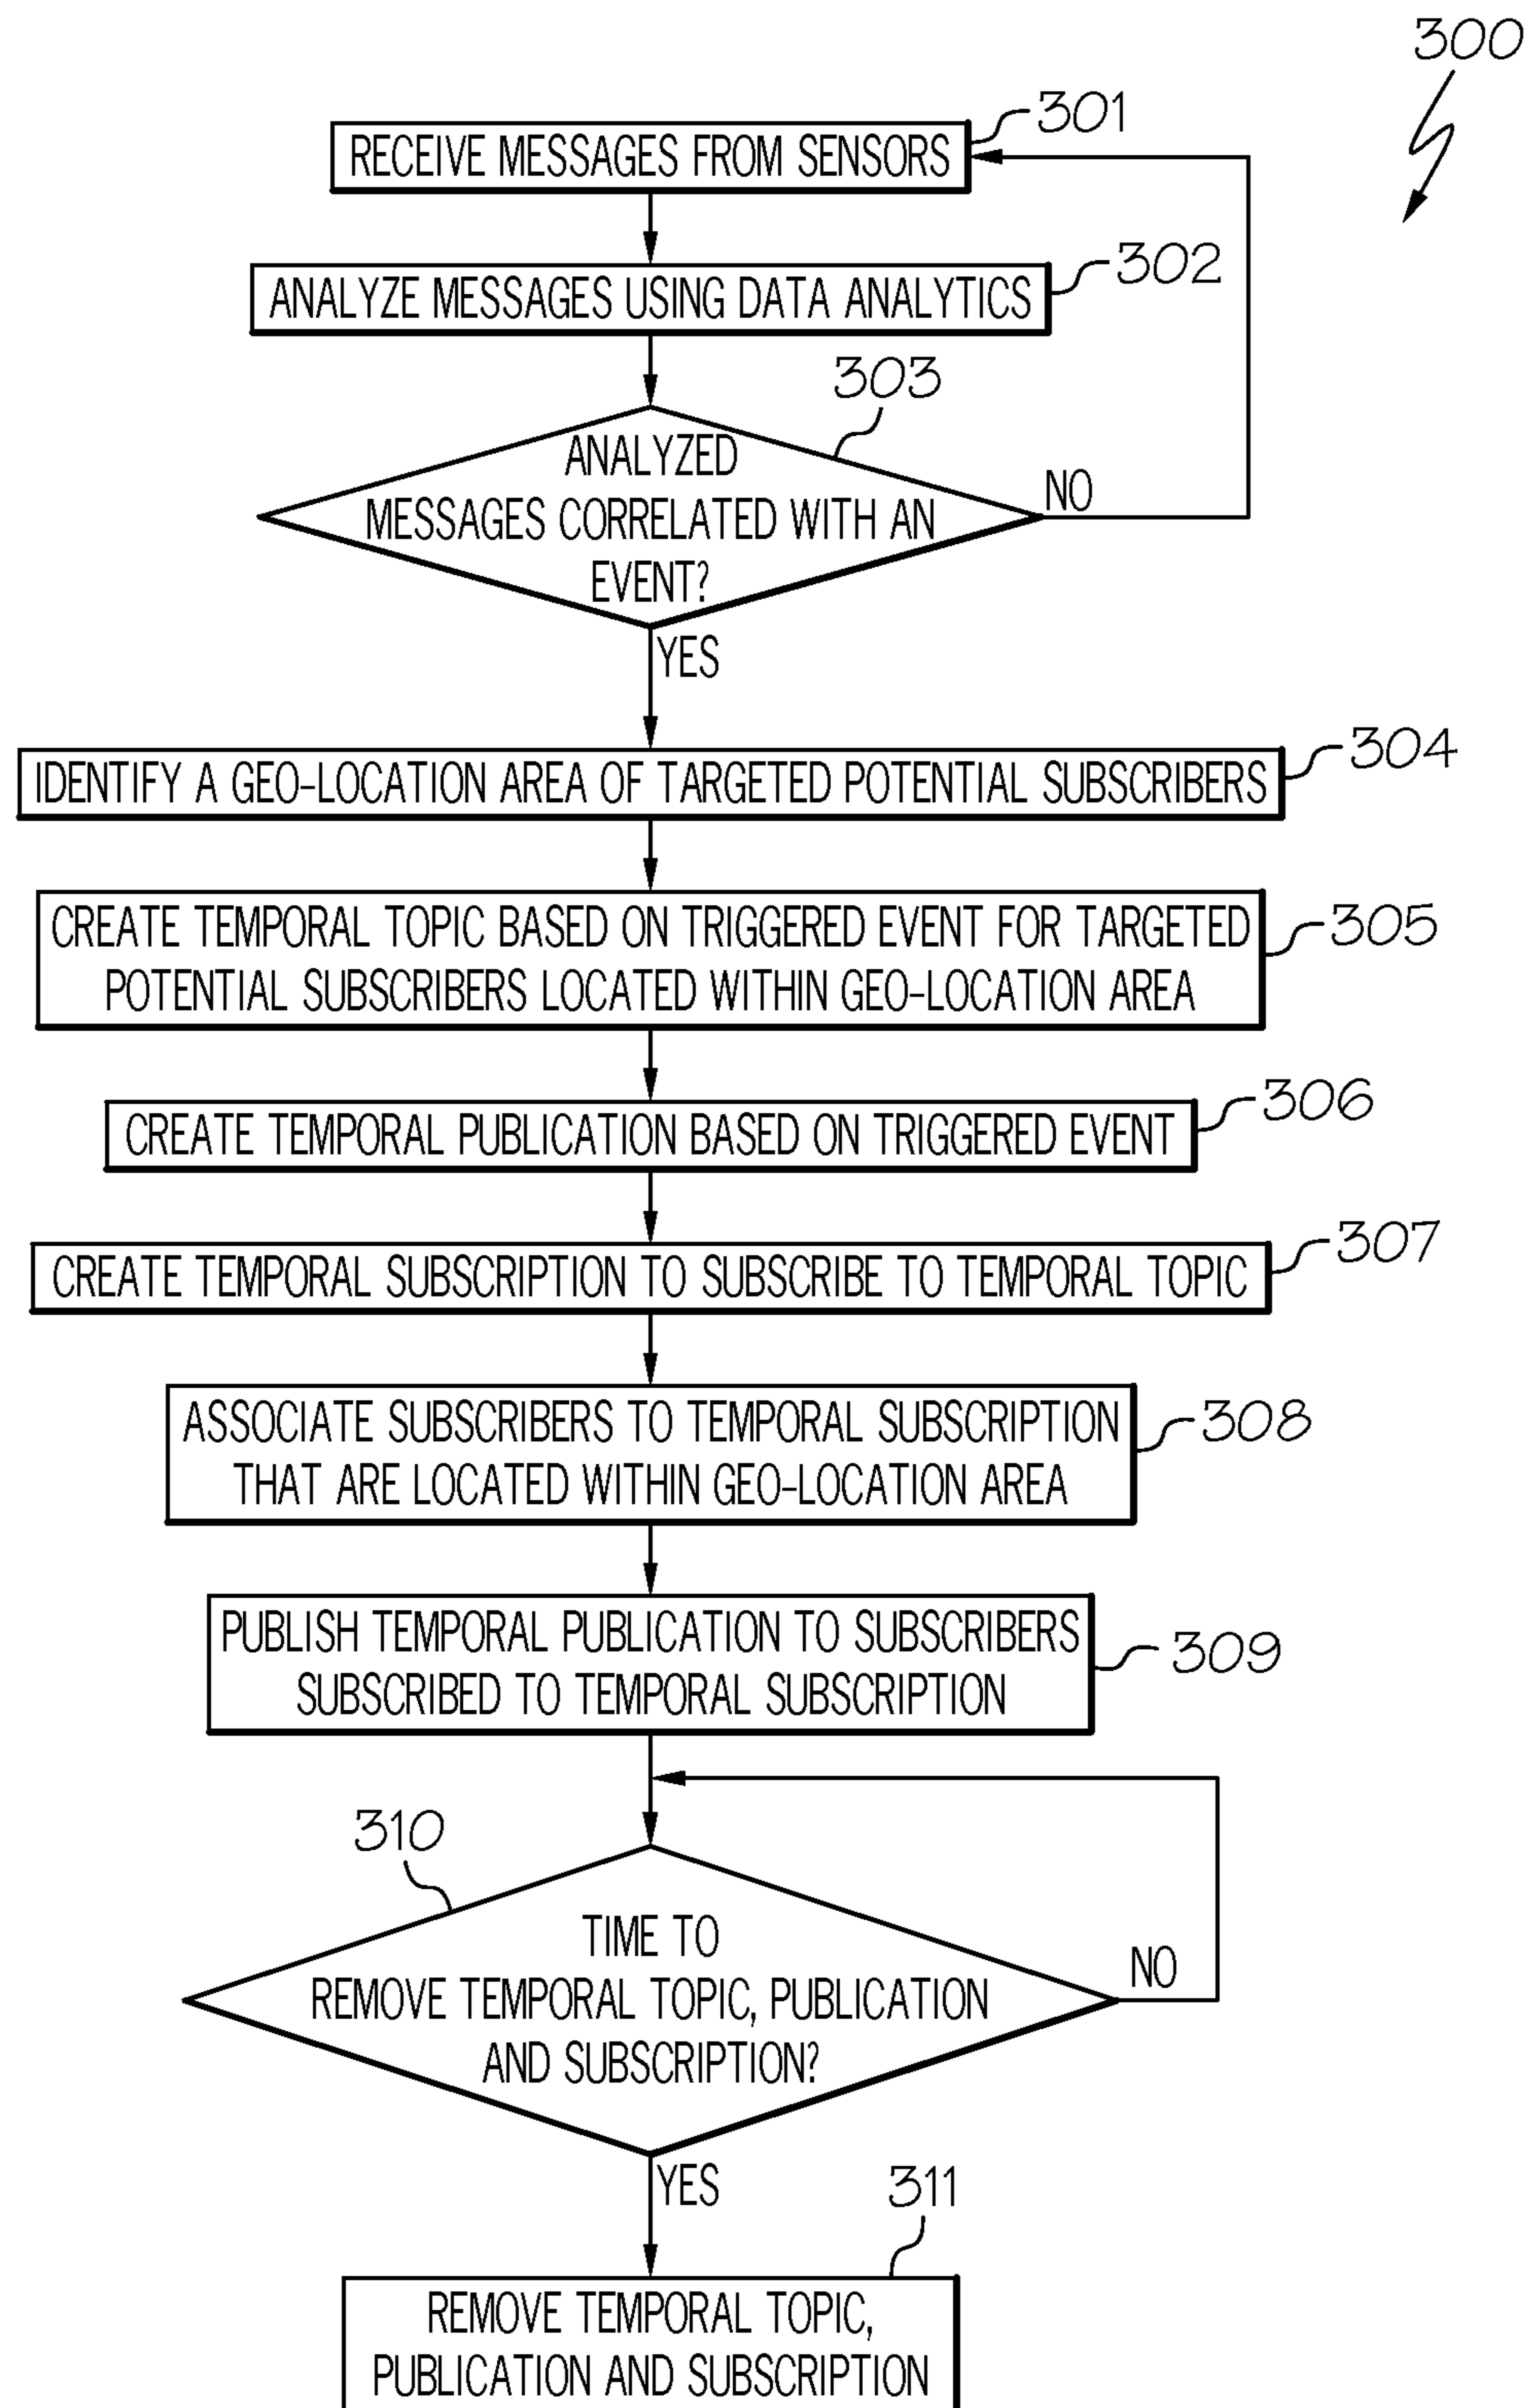 300
301
RECEIVE MESSAGES FROM SENSORS
302
ANALYZE MESSAGES USING DATA ANALYTICS
303
ANALYZED
MESSAGES CORRELATED WITH AN
EVENT?
NO
YES
304
IDENTIFY A GEO-LOCATION AREA OF TARGETED POTENTIAL SUBSCRIBERS
305
CREATE TEMPORAL TOPIC BASED ON TRIGGERED EVENT FOR TARGETED
POTENTIAL SUBSCRIBERS LOCATED WITHIN GEO-LOCATION AREA
306
CREATE TEMPORAL PUBLICATION BASED ON TRIGGERED EVENT
307
CREATE TEMPORAL SUBSCRIPTION TO SUBSCRIBE TO TEMPORAL TOPIC
308
ASSOCIATE SUBSCRIBERS TO TEMPORAL SUBSCRIPTION
THAT ARE LOCATED WITHIN GEO-LOCATION AREA
309
PUBLISH TEMPORAL PUBLICATION TO SUBSCRIBERS
SUBSCRIBED TO TEMPORAL SUBSCRIPTION
310
TIME TO
REMOVE TEMPORAL TOPIC, PUBLICATION
AND SUBSCRIPTION?
NO
YES
311
REMOVE TEMPORAL TOPIC,
PUBLICATION AND SUBSCRIPTION